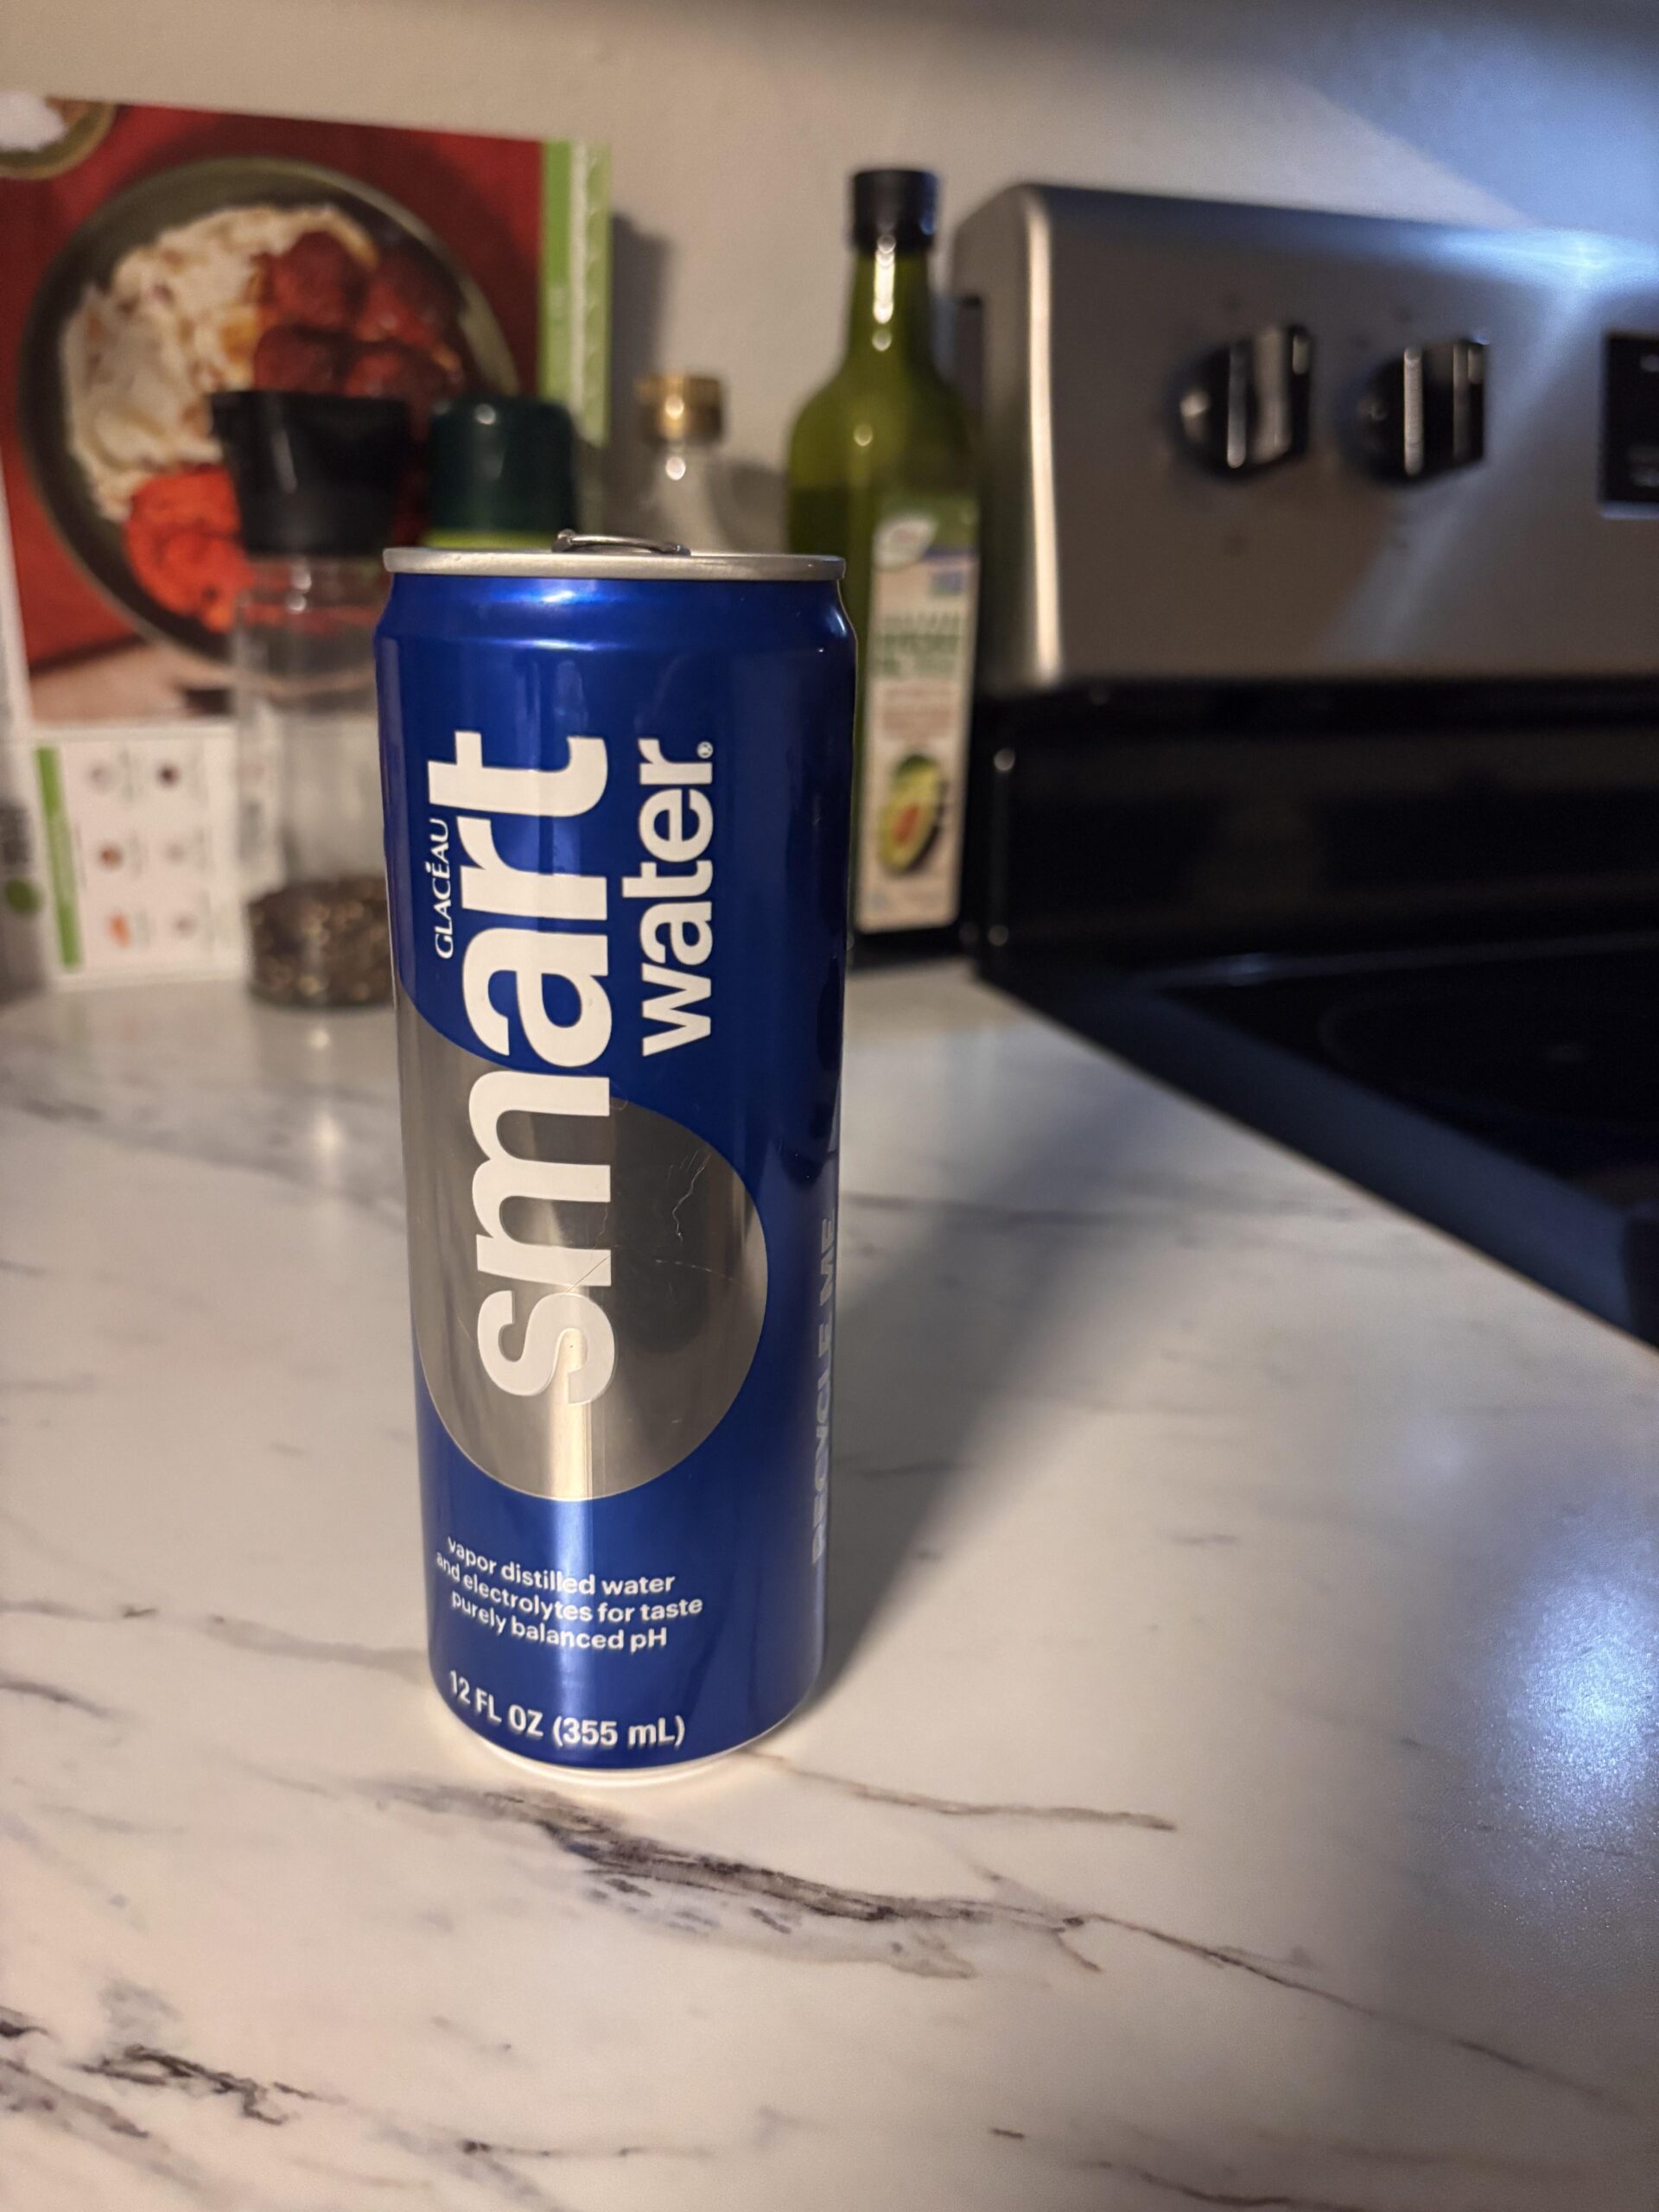 GLACÉAU
smart
water.®
vapor distilled water
and electrolytes for taste
purely balanced pH
12 FL OZ (355 mL)
RECYCLE ME